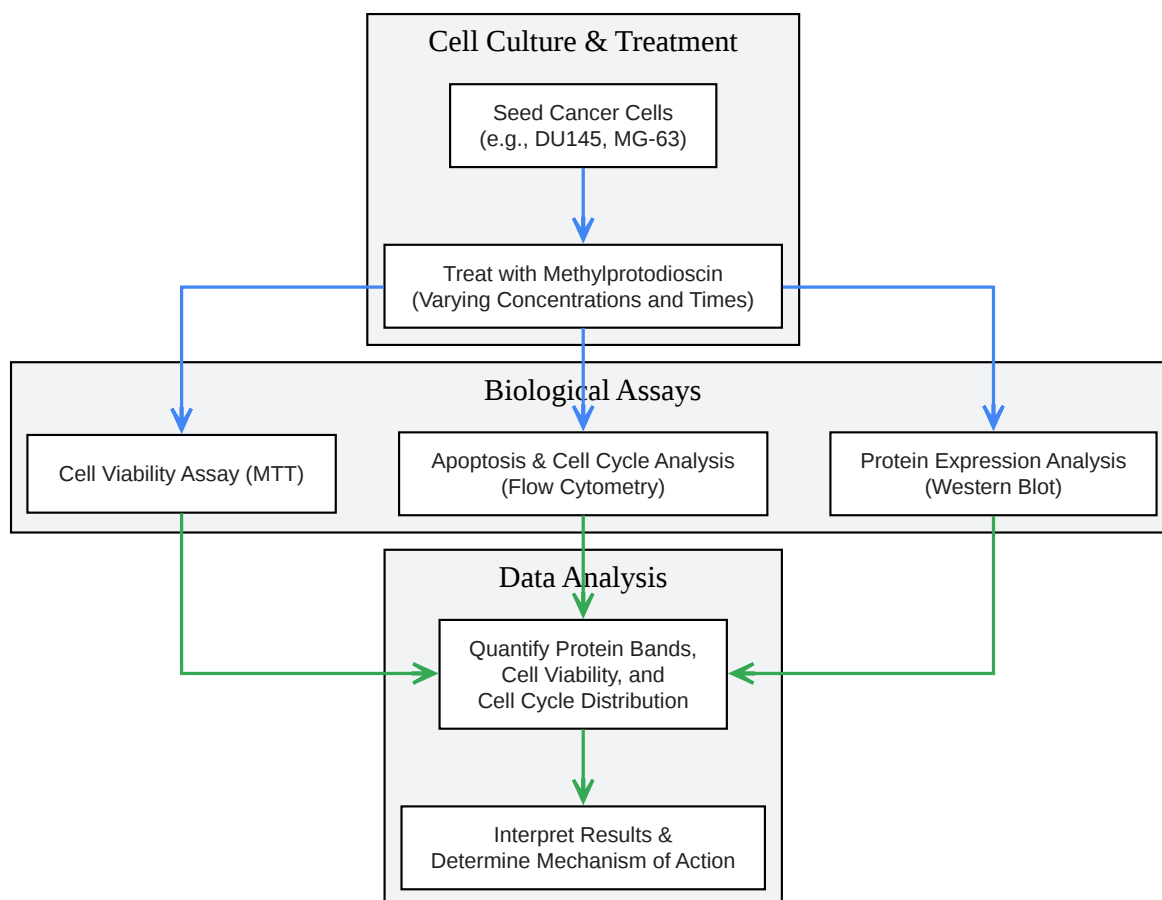 Cell Culture & Treatment
Seed Cancer Cells
(e.g., DU145, MG-63)
Treat with Methylprotodioscin
(Varying Concentrations and Times)
Biological Assays
Cell Viability Assay (MTT)
Apoptosis & Cell Cycle Analysis
(Flow Cytometry)
Protein Expression Analysis
(Western Blot)
Data Analysis
Quantify Protein Bands,
Cell Viability, and
Cell Cycle Distribution
Interpret Results &
Determine Mechanism of Action